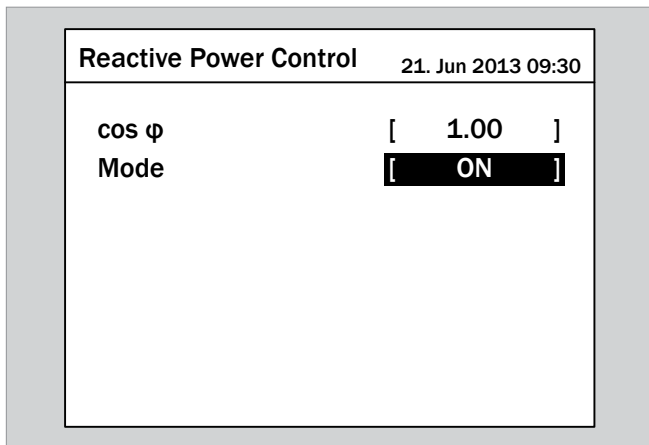 Reactive Power Control 21. Jun 2013 09:30
cos φ [ 1.00 ]
Mode [ ON ]